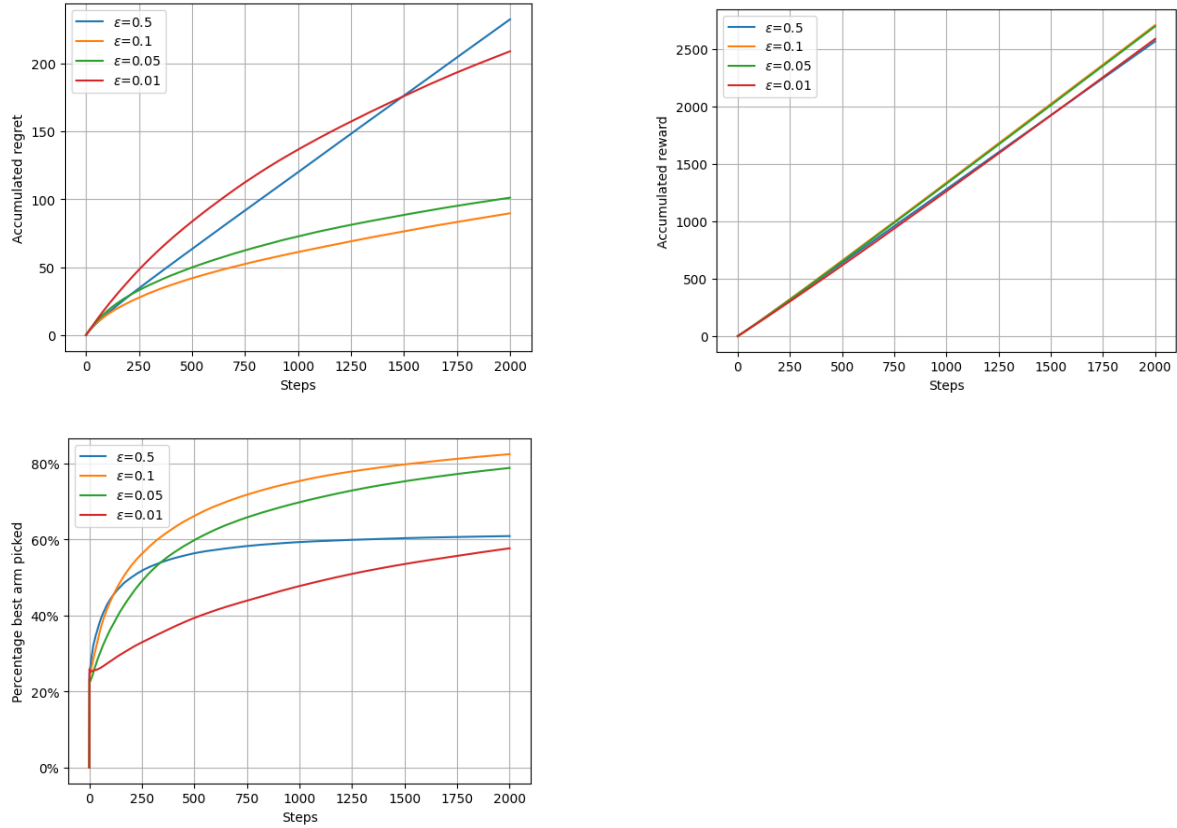 ε=0.5
ε=0.1
ε=0.05
ε=0.01
Accumulated regret
200
150
100
50
0
0 250 500 750 1000 1250 1500 1750 2000
Steps
ε=0.5
ε=0.1
ε=0.05
ε=0.01
Accumulated reward
2500
2000
1500
1000
500
0
0 250 500 750 1000 1250 1500 1750 2000
Steps
ε=0.5
ε=0.1
ε=0.05
ε=0.01
Percentage best arm picked
80%
60%
40%
20%
0%
0 250 500 750 1000 1250 1500 1750 2000
Steps